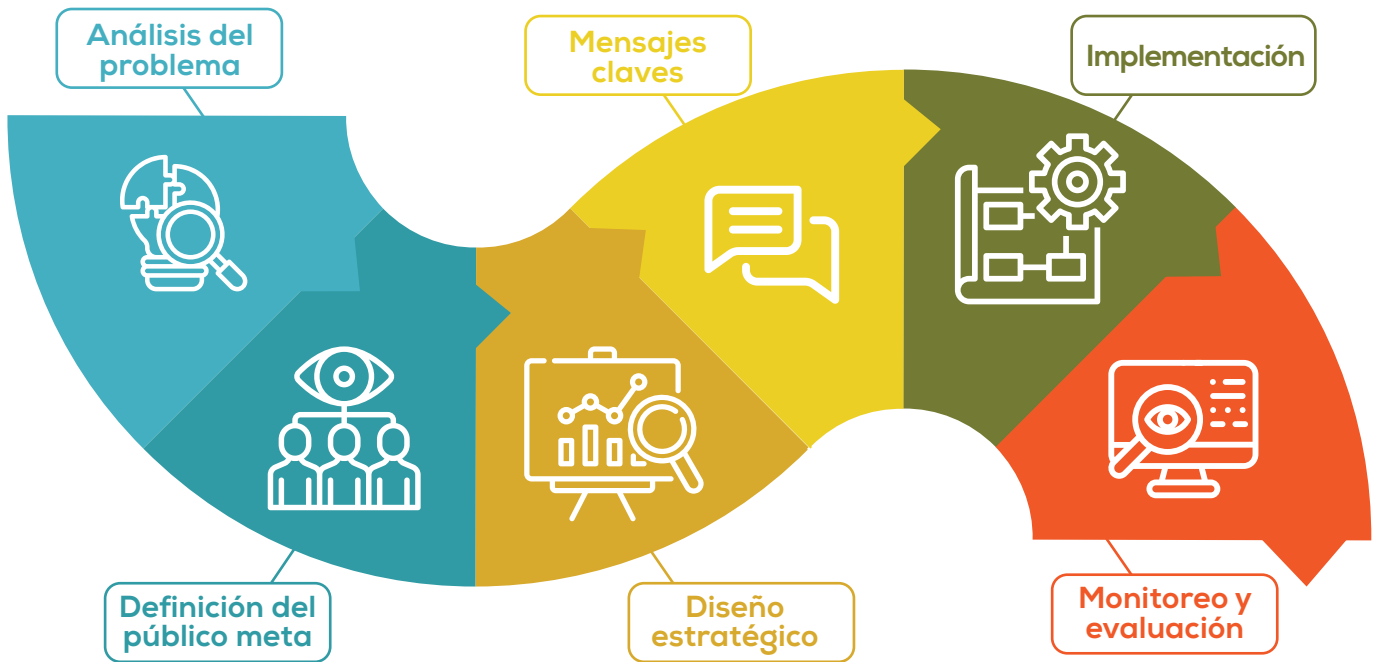 Análisis del
problema
Definición del
público meta
Diseño
estratégico
Mensajes
claves
Implementación
Monitoreo y
evaluación